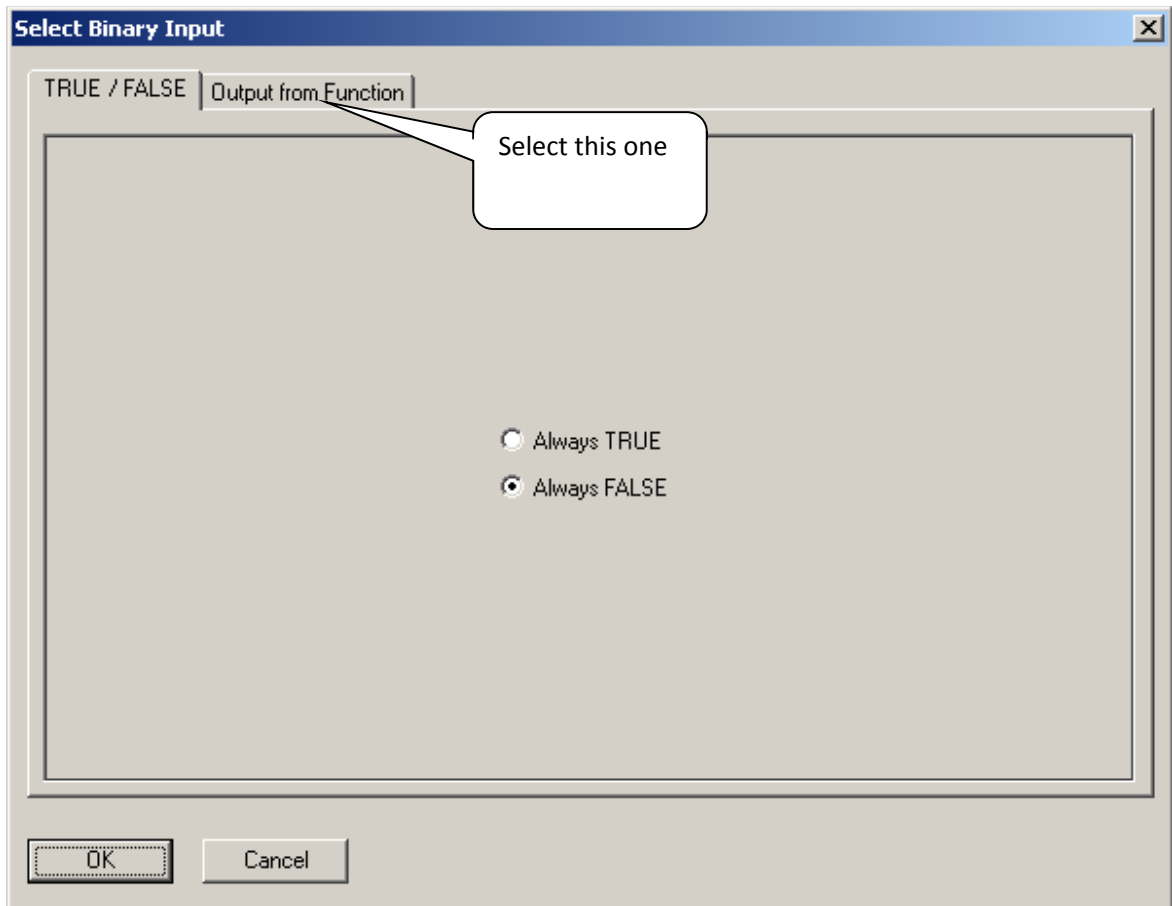 Select Binary Input
TRUE / FALSE
Output from Function
Select this one
Always TRUE
Always FALSE
OK
Cancel